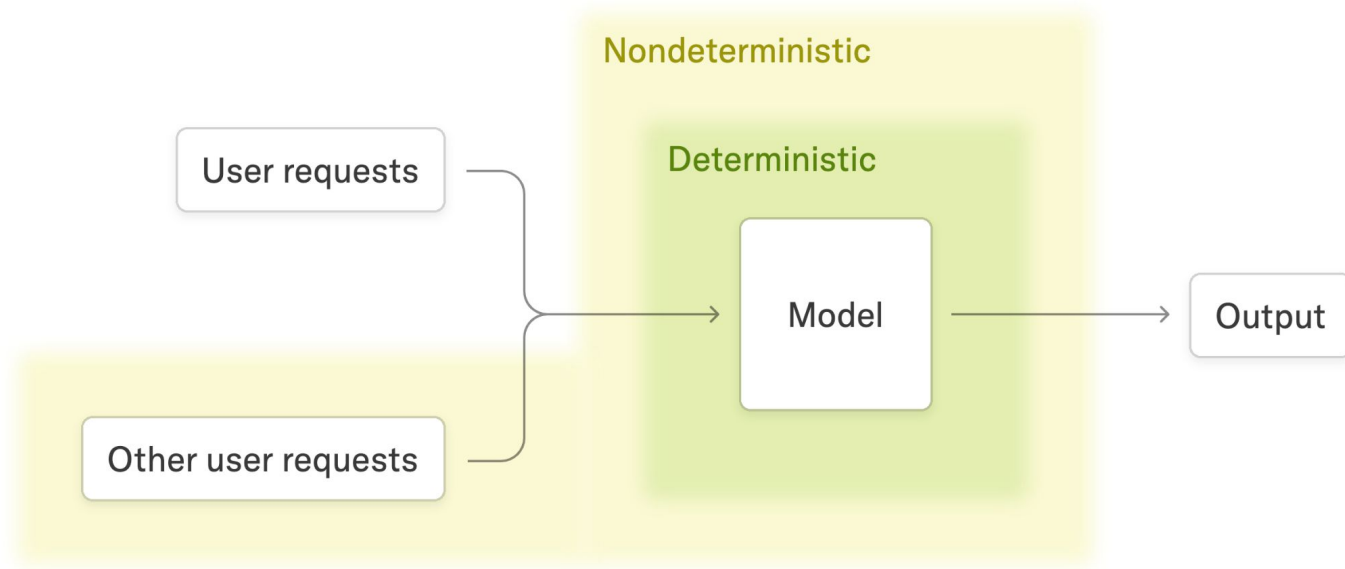 Nondeterministic
Deterministic
User requests
Model
Output
Other user requests